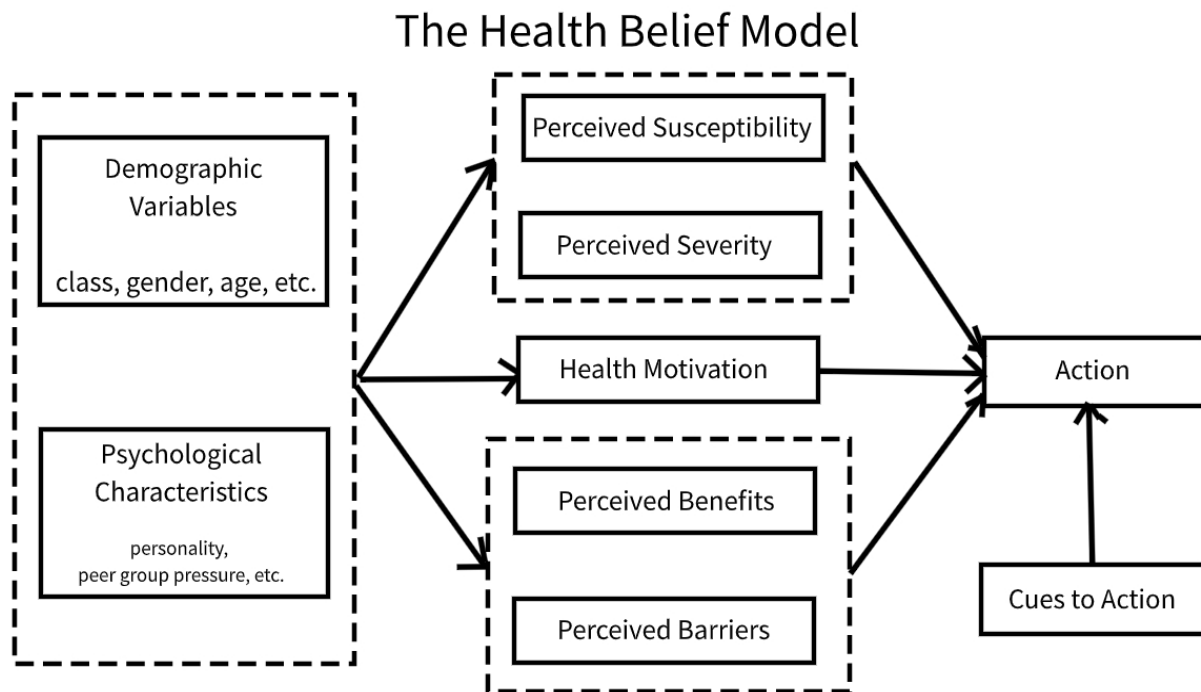 The Health Belief Model
Demographic
Variables
class, gender, age, etc.
Psychological
Characteristics
personality,
peer group pressure, etc.
Perceived Susceptibility
Perceived Severity
Health Motivation
Perceived Benefits
Perceived Barriers
Action
Cues to Action